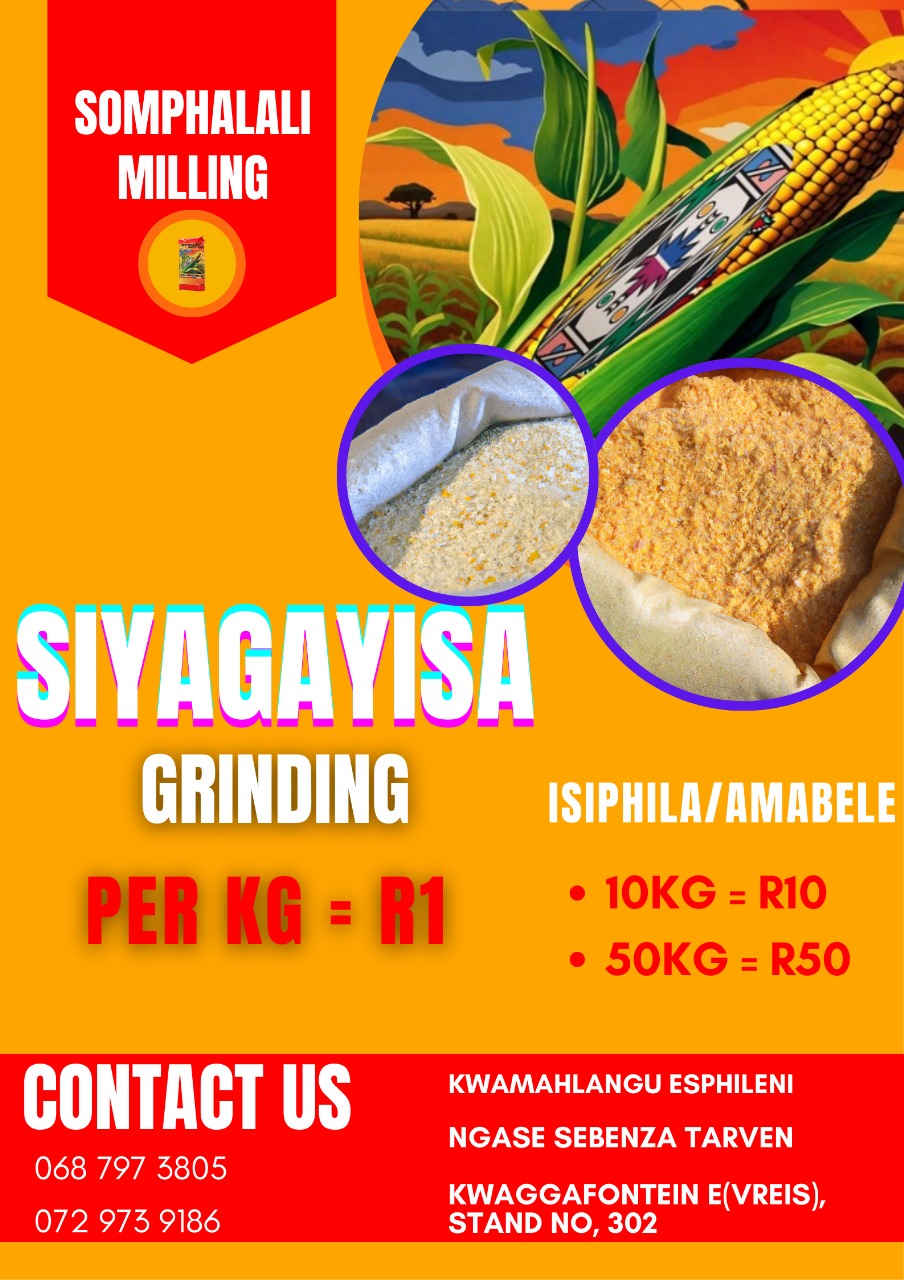 SOMPHALALI
MILLING
SIYAGAYISA
GRINDING
PER KG = R1
ISIPHILA/AMABELE
• 10KG = R10
• 50KG = R50
CONTACT US
068 797 3805
072 973 9186
KWAMAHLANGU ESPHILENI
NGASE SEBENZA TARVEN
KWAGGAFONTEIN E(VREIS),
STAND NO, 302